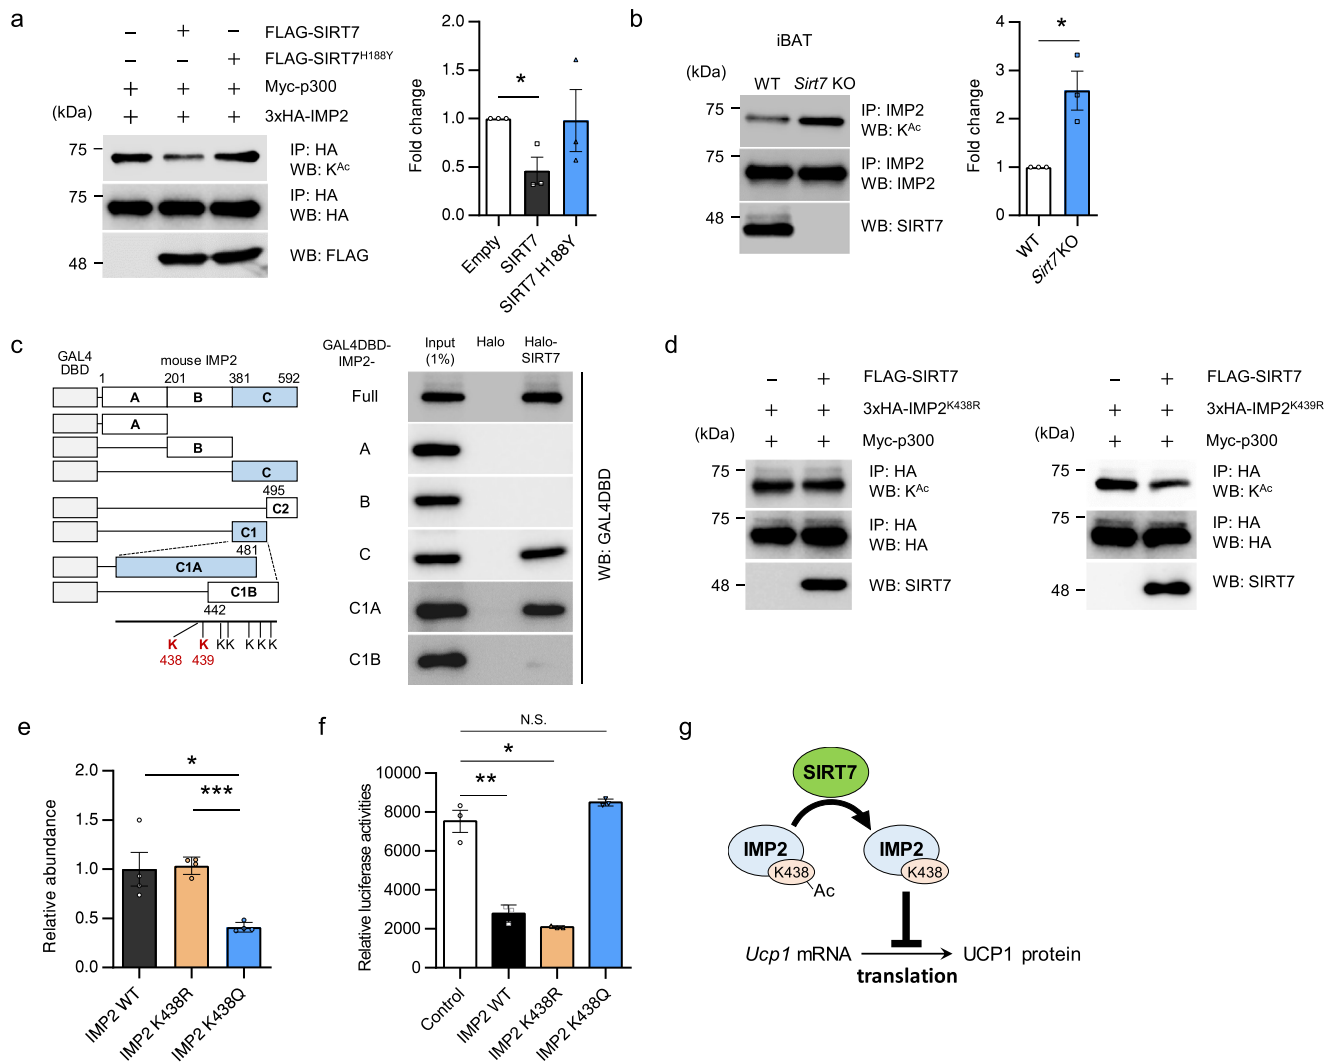 a
– + – FLAG-SIRT7
– – + FLAG-SIRT7H188Y
+ + + Myc-p300
(kDa) + + + 3xHA-IMP2
75
IP: HA
WB: KAc
75
IP: HA
WB: HA
48
WB: FLAG
Fold change
2.0
1.5
1.0
0.5
0.0
*
Empty
SIRT7
SIRT7 H188Y
b
iBAT
(kDa)
WT Sirt7 KO
75
IP: IMP2
WB: KAc
75
IP: IMP2
WB: IMP2
48
WB: SIRT7
Fold change
4
3
2
1
0
*
WT
Sirt7 KO
c
GAL4
DBD
mouse IMP2
1 201 381 592
A B C
A
B
C
495
C2
C1
481
C1A
C1B
442
K K K K K K K
438 439
GAL4DBD-
IMP2-
Input
(1%)
Halo
Halo-
SIRT7
Full
A
B
C
C1A
C1B
WB: GAL4DBD
d
– + FLAG-SIRT7
+ + 3xHA-IMP2K438R
(kDa) + + Myc-p300
75
IP: HA
WB: KAc
75
IP: HA
WB: HA
48
WB: SIRT7
– + FLAG-SIRT7
+ + 3xHA-IMP2K439R
(kDa) + + Myc-p300
75
IP: HA
WB: KAc
75
IP: HA
WB: HA
48
WB: SIRT7
e
Relative abundance
2.0
1.5
1.0
0.5
0.0
*
***
IMP2 WT
IMP2 K438R
IMP2 K438Q
f
Relative luciferase activities
10000
8000
6000
4000
2000
0
N.S.
*
**
Control
IMP2 WT
IMP2 K438R
IMP2 K438Q
g
SIRT7
IMP2
K438
Ac
IMP2
K438
Ucp1 mRNA
translation
UCP1 protein